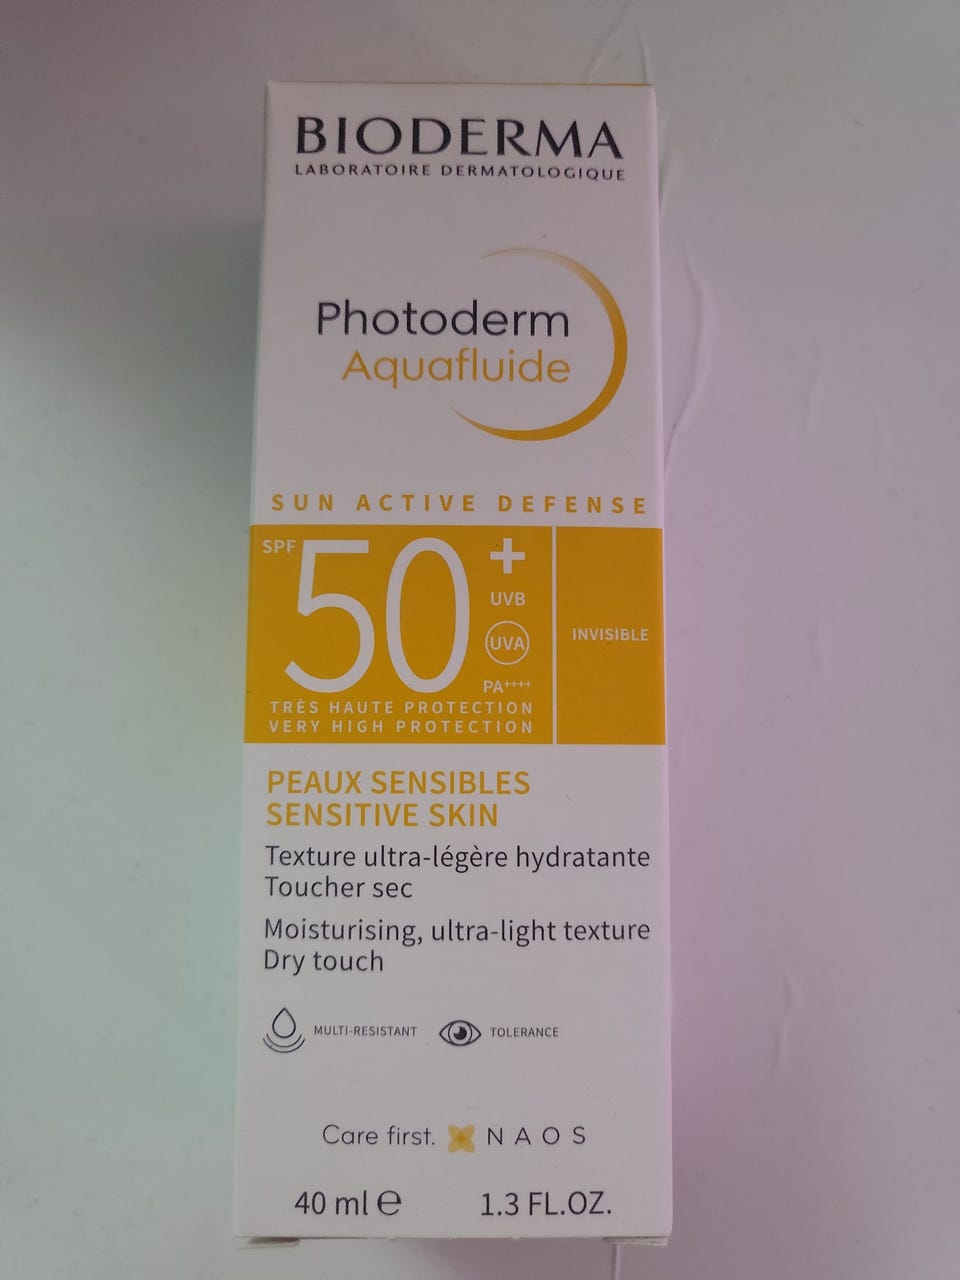 BIODERMA
LABORATOIRE DERMATOLOGIQUE
Photoderm
Aquafluide
SUN ACTIVE DEFENSE
SPF 50+
UVB
UVA
PA++++
INVISIBLE
TRÈS HAUTE PROTECTION
VERY HIGH PROTECTION
PEAUX SENSIBLES
SENSITIVE SKIN
Texture ultra-légère hydratante
Toucher sec
Moisturising, ultra-light texture
Dry touch
MULTI-RESISTANT TOLERANCE
Care first. NAOS
40 ml ℮ 1.3 FL.OZ.